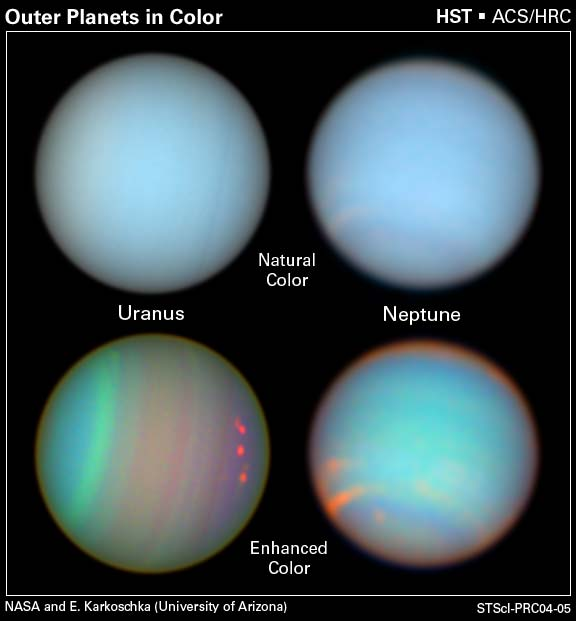 Outer Planets in Color
HST ▪ ACS/HRC
Natural
Color
Uranus
Neptune
Enhanced
Color
NASA and E. Karkoschka (University of Arizona)
STScI-PRC04-05